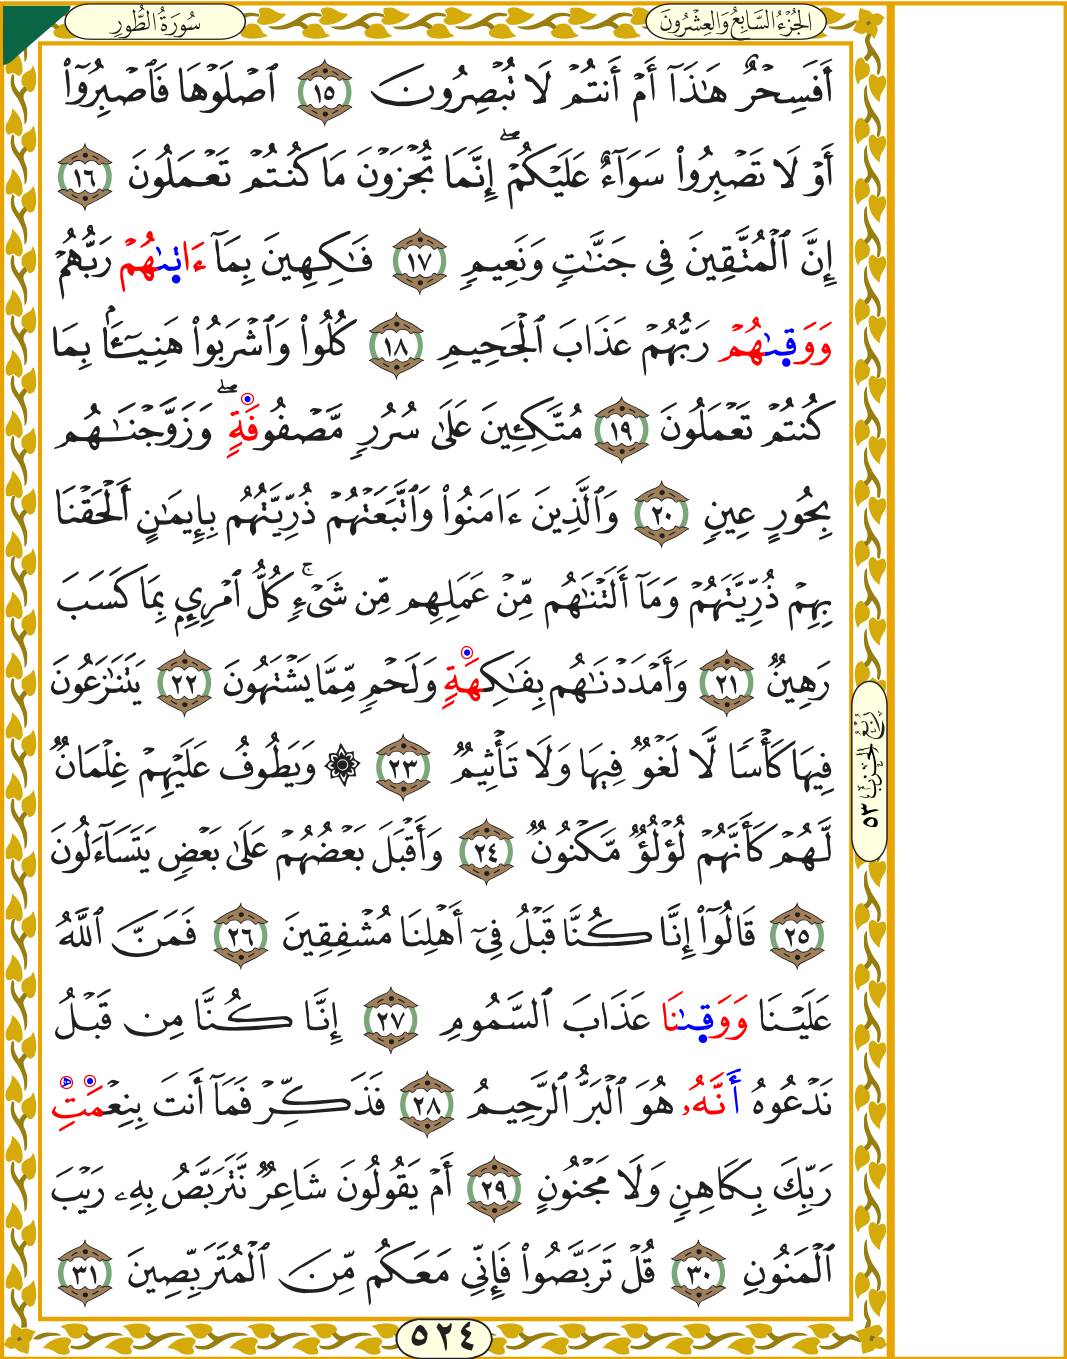 سُورَةُ الطُّورِ
الجُزْءُ السَّابِعُ وَالعِشْرُونَ
أَفَسِحْرٌ هَٰذَآ أَمْ أَنتُمْ لَا تُبْصِرُونَ ١٥ ٱصْلَوْهَا فَٱصْبِرُوٓا۟
أَوْ لَا تَصْبِرُوا۟ سَوَآءٌ عَلَيْكُمْ ۖ إِنَّمَا تُجْزَوْنَ مَا كُنتُمْ تَعْمَلُونَ ١٦
إِنَّ ٱلْمُتَّقِينَ فِى جَنَّٰتٍ وَنَعِيمٍ ١٧ فَٰكِهِينَ بِمَآ ءَاتٜىٰهُمْ رَبُّهُمْ
وَوَقٜىٰهُمْ رَبُّهُمْ عَذَابَ ٱلْجَحِيمِ ١٨ كُلُوا۟ وَٱشْرَبُوا۟ هَنِيٓـًٔۢا بِمَا
كُنتُمْ تَعْمَلُونَ ١٩ مُتَّكِـِٔينَ عَلَىٰ سُرُرٍ مَّصْفُوفَةٍ ۖ وَزَوَّجْنَٰهُم
بِحُورٍ عِينٍ ٢٠ وَٱلَّذِينَ ءَامَنُوا۟ وَٱتَّبَعَتْهُمْ ذُرِّيَّتُهُم بِإِيمَٰنٍ أَلْحَقْنَا
بِهِمْ ذُرِّيَّتَهُمْ وَمَآ أَلَتْنَٰهُم مِّنْ عَمَلِهِم مِّن شَىْءٍ ۚ كُلُّ ٱمْرِئٍۭ بِمَا كَسَبَ
رَهِينٌ ٢١ وَأَمْدَدْنَٰهُم بِفَٰكِهَةٍ وَلَحْمٍ مِّمَّا يَشْتَهُونَ ٢٢ يَتَنَٰزَعُونَ
فِيهَا كَأْسًا لَّا لَغْوٌ فِيهَا وَلَا تَأْثِيمٌ ٢٣ ۞ وَيَطُوفُ عَلَيْهِمْ غِلْمَانٌ
لَّهُمْ كَأَنَّهُمْ لُؤْلُؤٌ مَّكْنُونٌ ٢٤ وَأَقْبَلَ بَعْضُهُمْ عَلَىٰ بَعْضٍ يَتَسَآءَلُونَ
٢٥ قَالُوٓا۟ إِنَّا كُنَّا قَبْلُ فِىٓ أَهْلِنَا مُشْفِقِينَ ٢٦ فَمَنَّ ٱللَّهُ
عَلَيْنَا وَوَقٜىٰنَا عَذَابَ ٱلسَّمُومِ ٢٧ إِنَّا كُنَّا مِن قَبْلُ
نَدْعُوهُ أَنَّهُۥ هُوَ ٱلْبَرُّ ٱلرَّحِيمُ ٢٨ فَذَكِّرْ فَمَآ أَنتَ بِنِعْمَتِ
رَبِّكَ بِكَاهِنٍ وَلَا مَجْنُونٍ ٢٩ أَمْ يَقُولُونَ شَاعِرٌ نَّتَرَبَّصُ بِهِۦ رَيْبَ
ٱلْمَنُونِ ٣٠ قُلْ تَرَبَّصُوا۟ فَإِنِّى مَعَكُم مِّنَ ٱلْمُتَرَبِّصِينَ ٣١
رُبْعُ الحِزْبِ ٥٣
٥٢٤